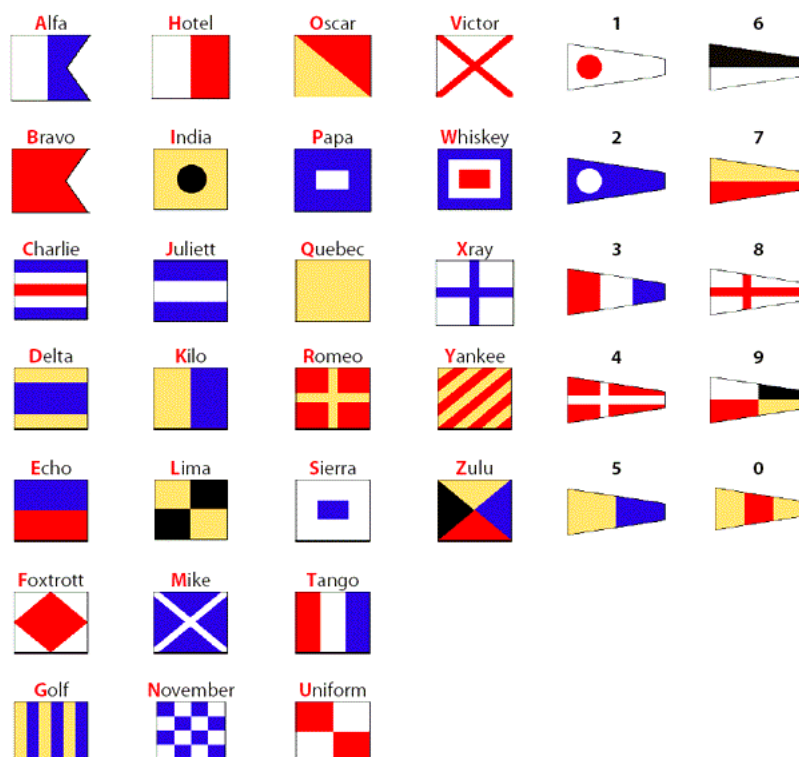 Alfa Hotel Oscar Victor 1 6
Bravo India Papa Whiskey 2 7
Charlie Juliett Quebec Xray 3 8
Delta Kilo Romeo Yankee 4 9
Echo Lima Sierra Zulu 5 0
Foxtrott Mike Tango
Golf November Uniform